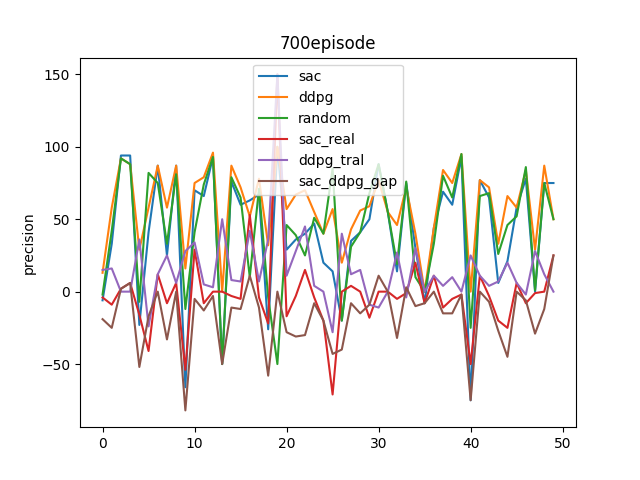 700episode
precision
150
100
50
0
−50
sac
ddpg
random
sac_real
ddpg_tral
sac_ddpg_gap
0
10
20
30
40
50